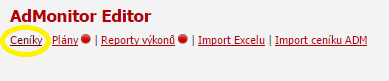 AdMonitor Editor
Ceníky Plány | Reporty výkonů | Import Excelu | Import ceníku ADM